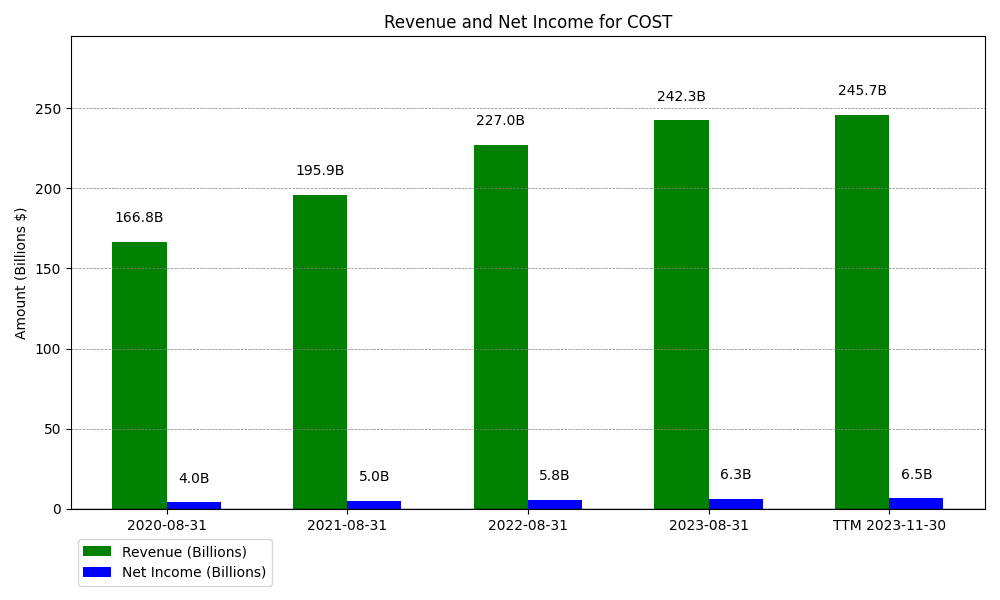 Revenue and Net Income for COST
Amount (Billions $)
250
200
150
100
50
0
166.8B
195.9B
227.0B
242.3B
245.7B
4.0B
5.0B
5.8B
6.3B
6.5B
2020-08-31
2021-08-31
2022-08-31
2023-08-31
TTM 2023-11-30
Revenue (Billions)
Net Income (Billions)